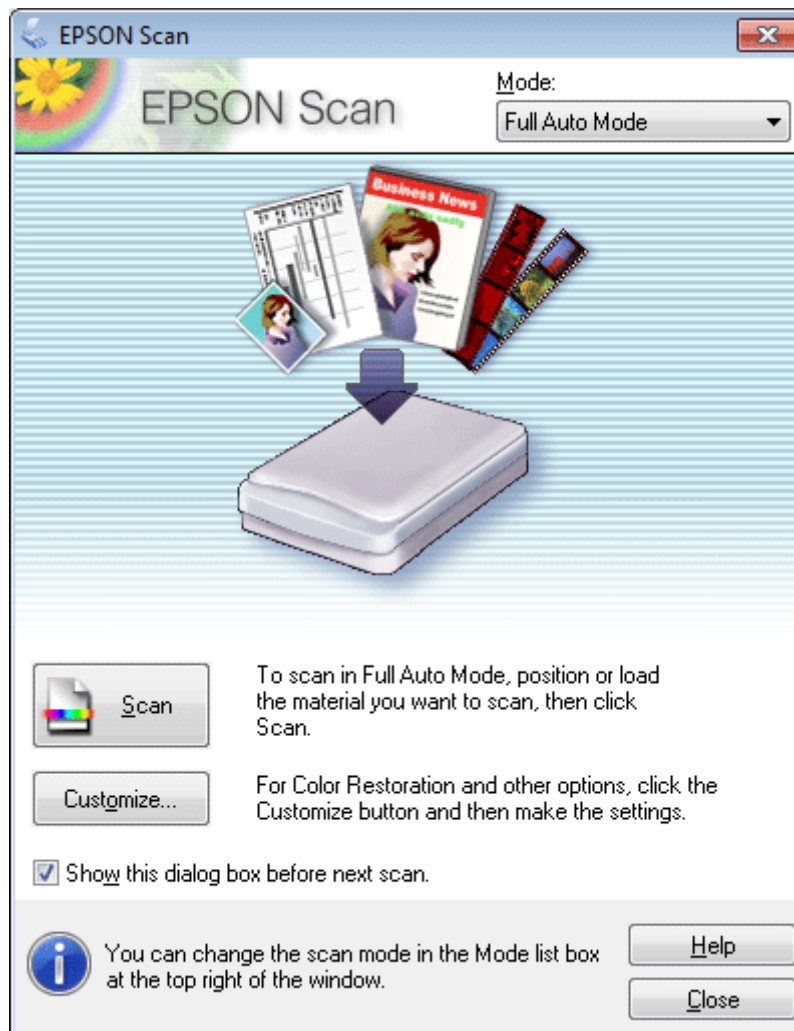 EPSON Scan
EPSON Scan
Mode:
Full Auto Mode
Business News
Scan
To scan in Full Auto Mode, position or load
the material you want to scan, then click
Scan.
Customize...
For Color Restoration and other options, click the
Customize button and then make the settings.
Show this dialog box before next scan.
You can change the scan mode in the Mode list box
at the top right of the window.
Help
Close